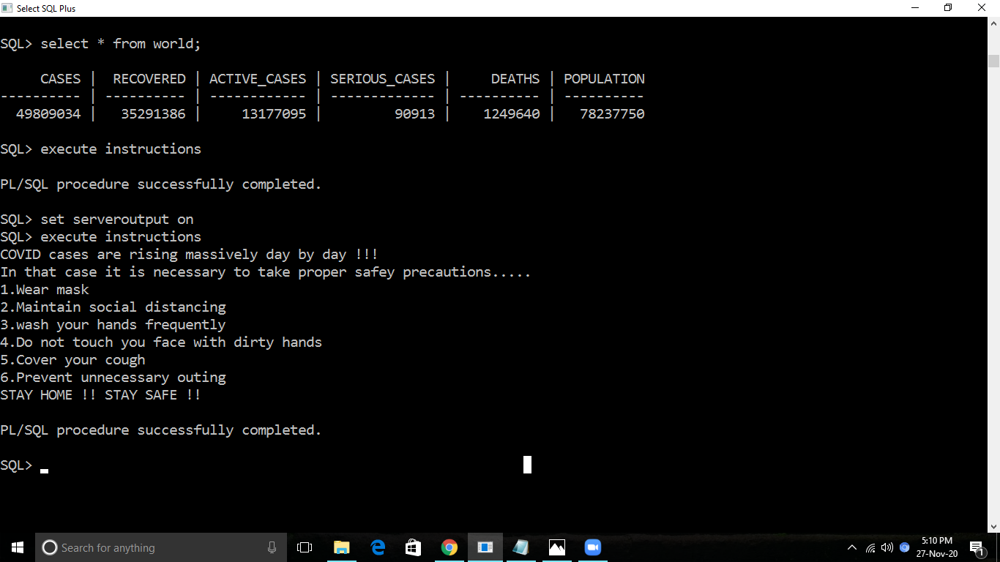 Select SQL Plus
SQL> select * from world;
CASES | RECOVERED | ACTIVE_CASES | SERIOUS_CASES | DEATHS | POPULATION
---------- | ---------- | ------------ | ------------- | ---------- | ----------
49809034 | 35291386 | 13177095 | 90913 | 1249640 | 78237750
SQL> execute instructions
PL/SQL procedure successfully completed.
SQL> set serveroutput on
SQL> execute instructions
COVID cases are rising massively day by day !!!
In that case it is necessary to take proper safey precautions.....
1.Wear mask
2.Maintain social distancing
3.wash your hands frequently
4.Do not touch you face with dirty hands
5.Cover your cough
6.Prevent unnecessary outing
STAY HOME !! STAY SAFE !!
PL/SQL procedure successfully completed.
SQL>
Search for anything
5:10 PM
27-Nov-20
1